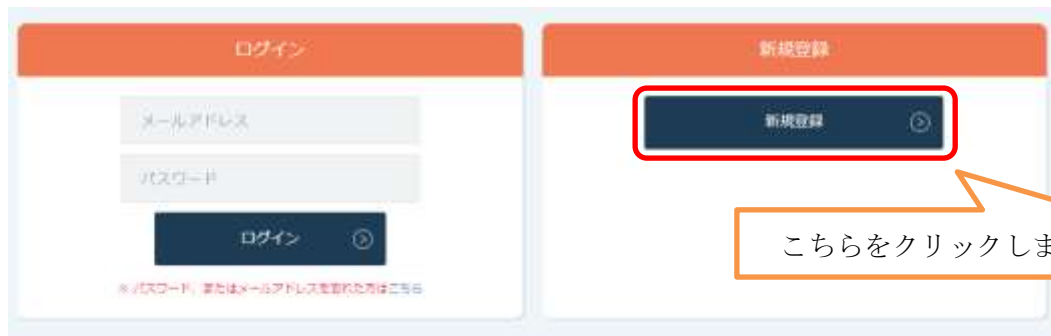 ログイン
メールアドレス
パスワード
ログイン
※ パスワード、またはメールアドレスを忘れた方はこちら
新規登録
新規登録
こちらをクリックしま